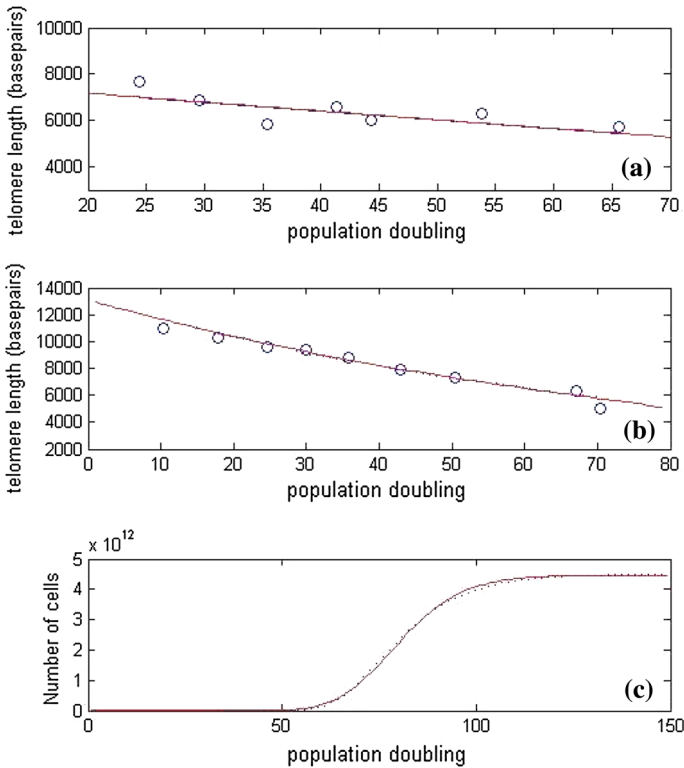 10000
8000
6000
4000
telomere length (basepairs)
20 25 30 35 40 45 50 55 60 65 70
population doubling
(a)
14000
12000
10000
8000
6000
4000
2000
telomere length (basepairs)
0 10 20 30 40 50 60 70 80
population doubling
(b)
x 10^12
5
4
3
2
1
0
Number of cells
0 50 100 150
population doubling
(c)